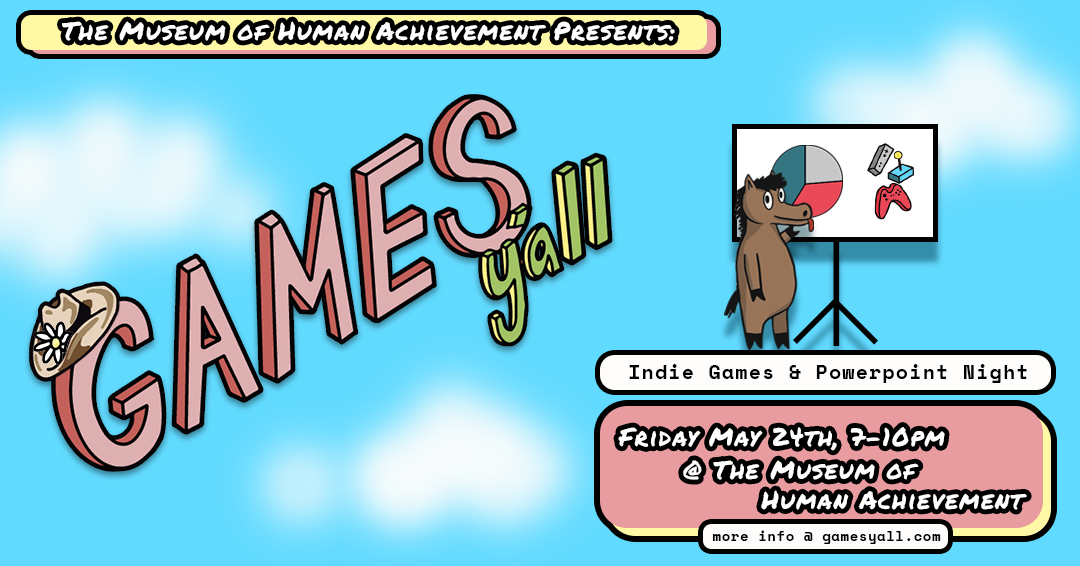 The Museum of Human Achievement Presents:
GAMES
y'all
Indie Games & Powerpoint Night
Friday May 24th, 7-10pm
@ The Museum of
Human Achievement
more info @ gamesyall.com